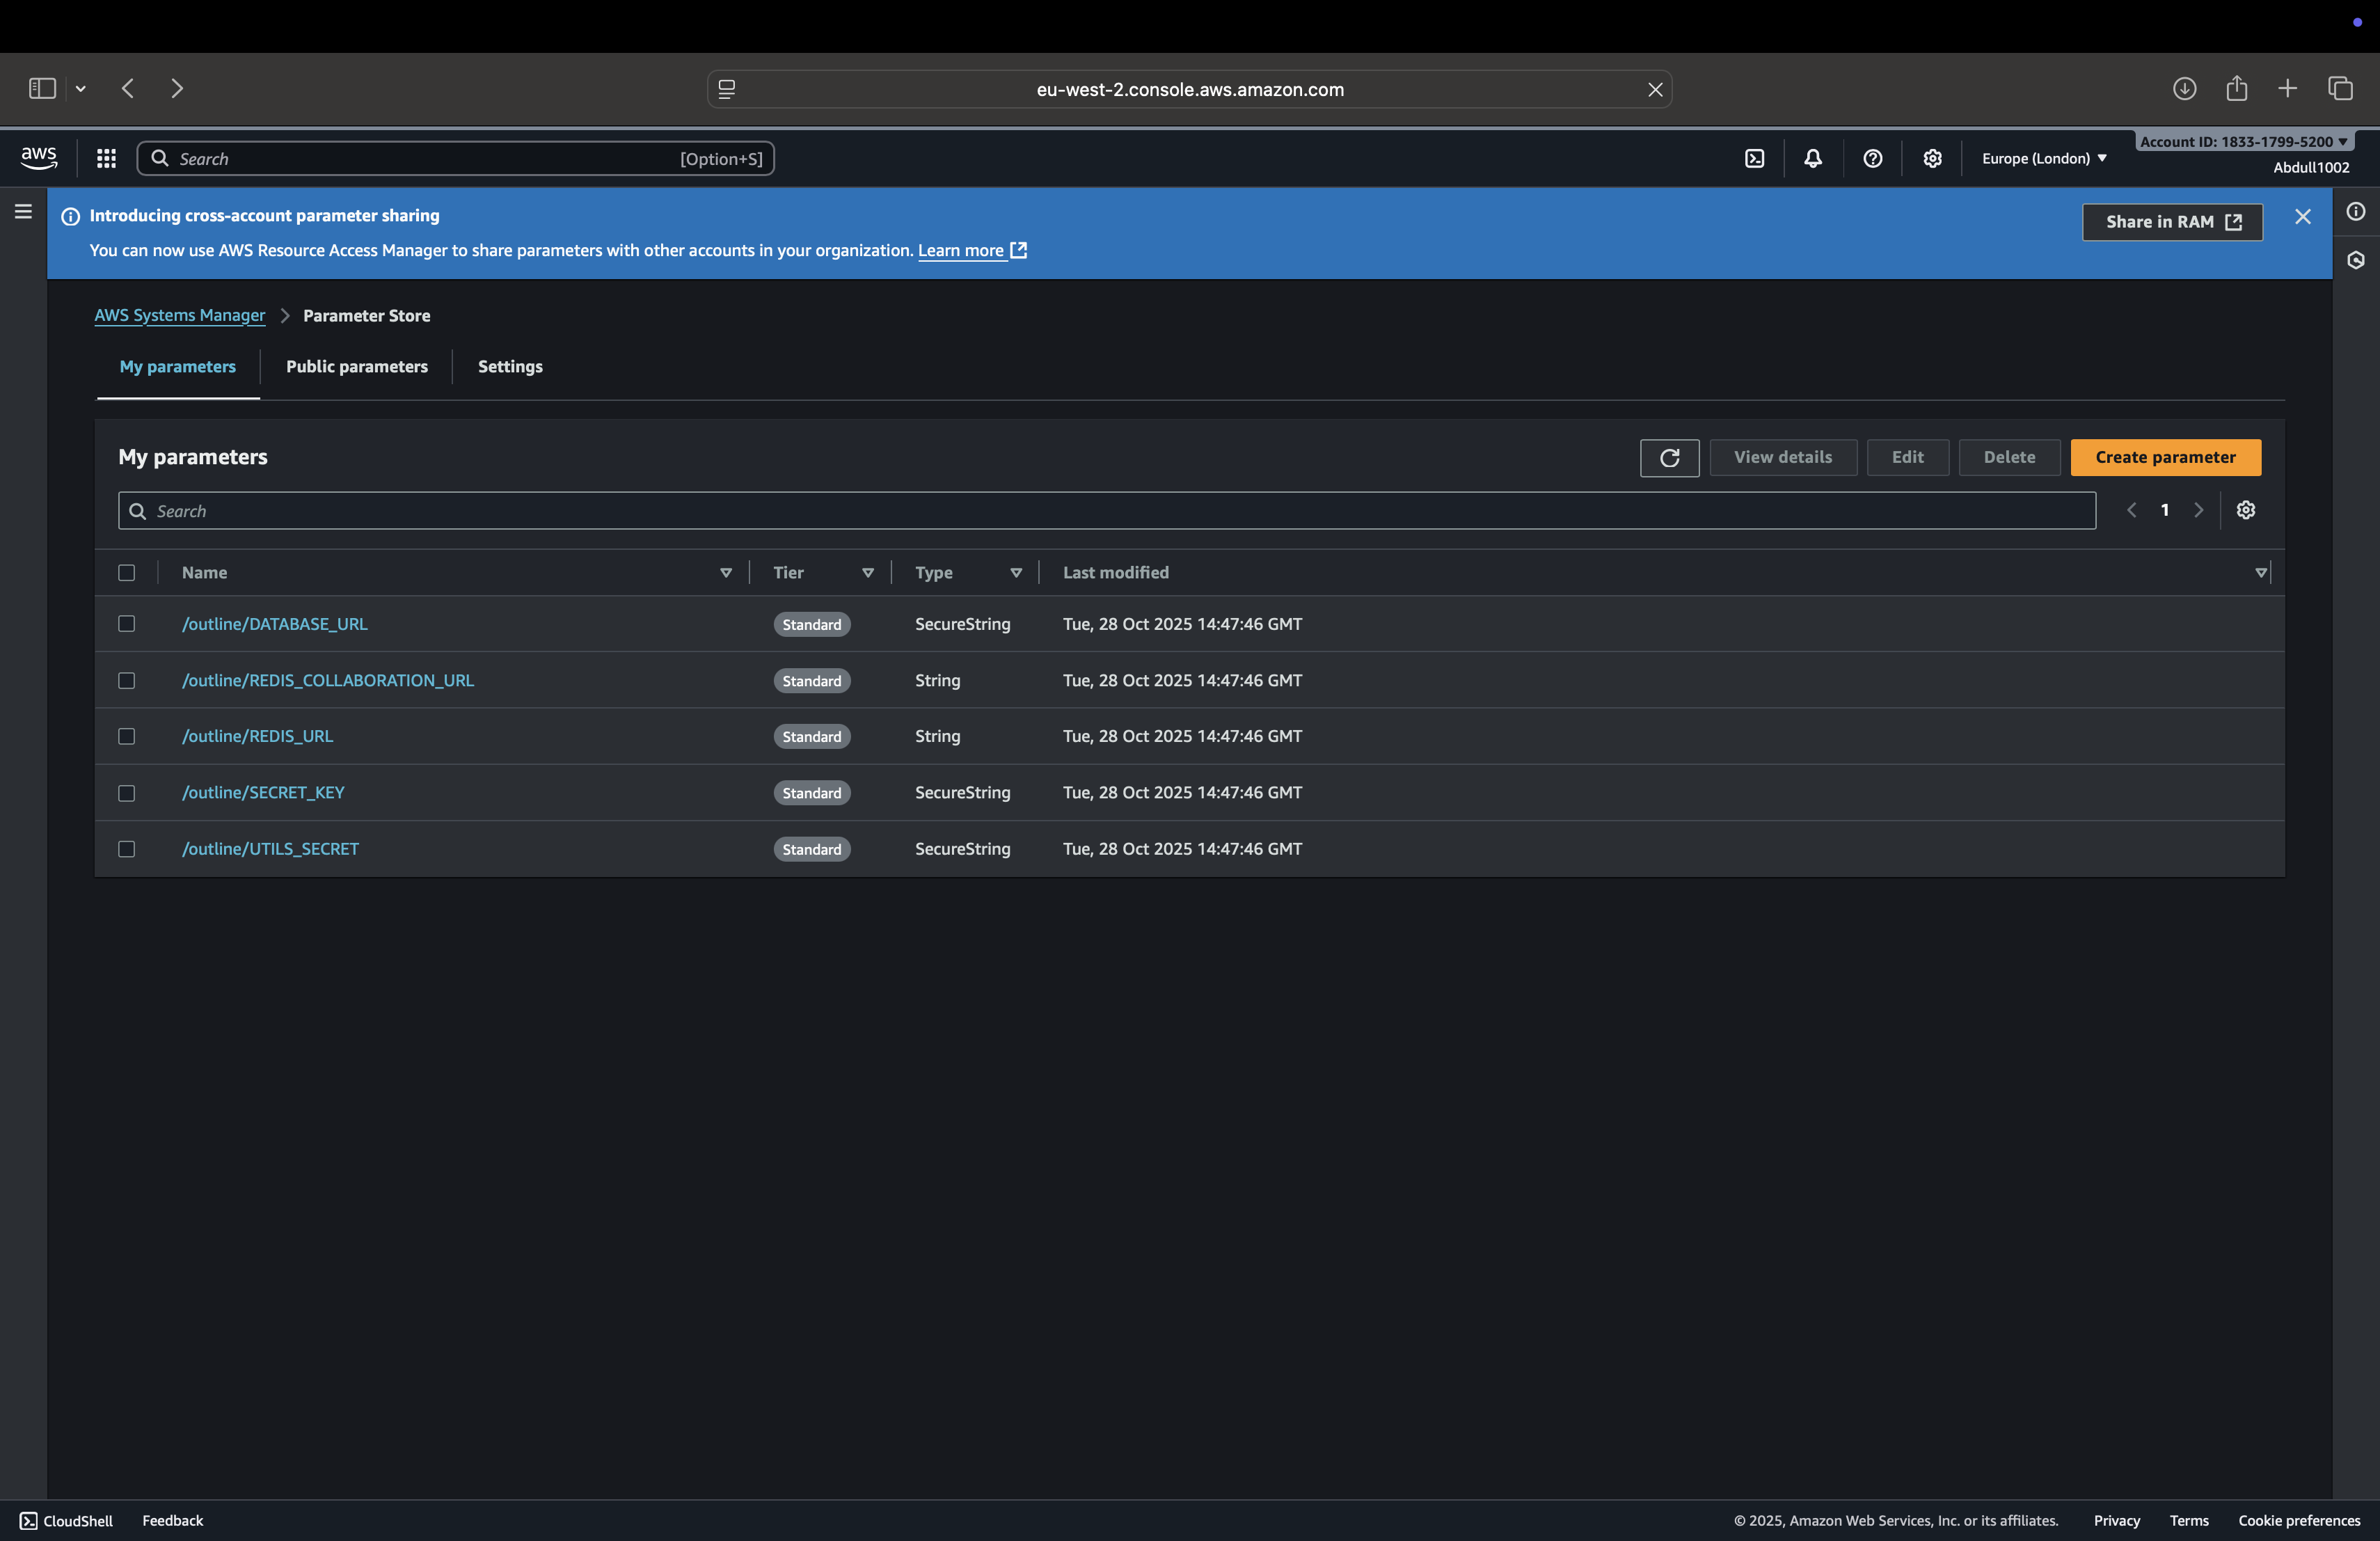 eu-west-2.console.aws.amazon.com
aws
Search [Option+S]
Europe (London)
Account ID: 1833-1799-5200
Abdull1002
Introducing cross-account parameter sharing
You can now use AWS Resource Access Manager to share parameters with other accounts in your organization. Learn more
Share in RAM
AWS Systems Manager > Parameter Store
My parameters Public parameters Settings
My parameters
View details Edit Delete Create parameter
Search
1
Name Tier Type Last modified
/outline/DATABASE_URL Standard SecureString Tue, 28 Oct 2025 14:47:46 GMT
/outline/REDIS_COLLABORATION_URL Standard String Tue, 28 Oct 2025 14:47:46 GMT
/outline/REDIS_URL Standard String Tue, 28 Oct 2025 14:47:46 GMT
/outline/SECRET_KEY Standard SecureString Tue, 28 Oct 2025 14:47:46 GMT
/outline/UTILS_SECRET Standard SecureString Tue, 28 Oct 2025 14:47:46 GMT
CloudShell Feedback © 2025, Amazon Web Services, Inc. or its affiliates. Privacy Terms Cookie preferences